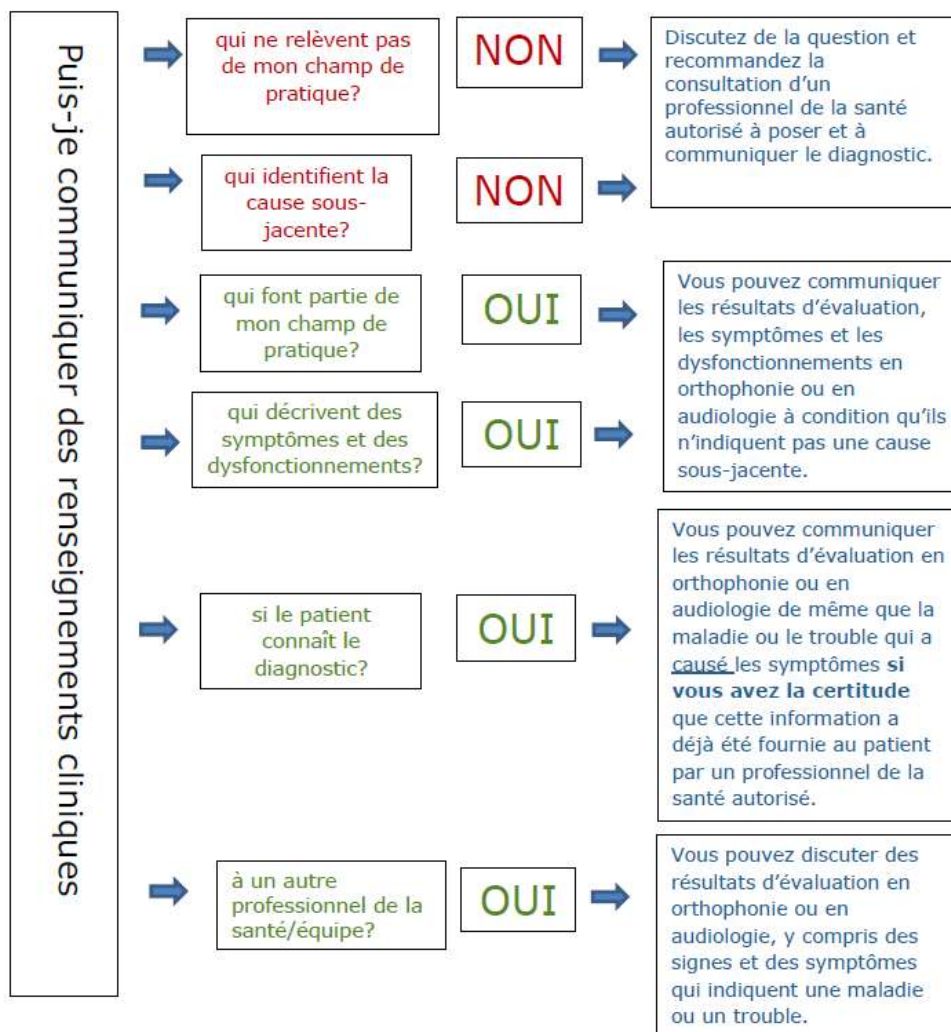 Puis-je communiquer des renseignements cliniques
qui ne relèvent pas
de mon champ de
pratique?
NON
Discutez de la question et
recommandez la
consultation d'un
professionnel de la santé
autorisé à poser et à
communiquer le diagnostic.
qui identifient la
cause sous-
jacente?
NON
qui font partie de
mon champ de
pratique?
OUI
Vous pouvez communiquer
les résultats d'évaluation,
les symptômes et les
dysfonctionnements en
orthophonie ou en
audiologie à condition qu'ils
n'indiquent pas une cause
sous-jacente.
qui décrivent des
symptômes et des
dysfonctionnements?
OUI
si le patient
connaît le
diagnostic?
OUI
Vous pouvez communiquer
les résultats d'évaluation en
orthophonie ou en
audiologie de même que la
maladie ou le trouble qui a
causé les symptômes si
vous avez la certitude
que cette information a
déjà été fournie au patient
par un professionnel de la
santé autorisé.
à un autre
professionnel de la
santé/équipe?
OUI
Vous pouvez discuter des
résultats d'évaluation en
orthophonie ou en
audiologie, y compris des
signes et des symptômes
qui indiquent une maladie
ou un trouble.